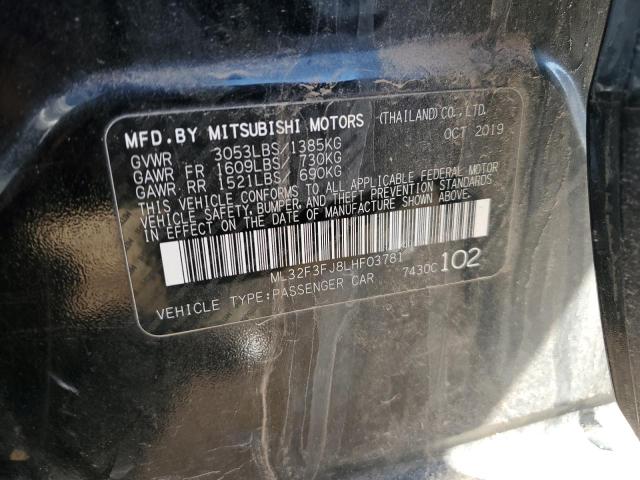 MFD.BY MITSUBISHI MOTORS (THAILAND)CO.,LTD.
GVWR 3053LBS/1385KG OCT 2019
GAWR FR 1609LBS/ 730KG
GAWR RR 1521LBS/ 690KG
THIS VEHICLE CONFORMS TO ALL APPLICABLE FEDERAL MOTOR
VEHICLE SAFETY, BUMPER, AND THEFT PREVENTION STANDARDS
IN EFFECT ON THE DATE OF MANUFACTURE SHOWN ABOVE.
ML32F3FJ8LHF03781
VEHICLE TYPE:PASSENGER CAR 7430C 102